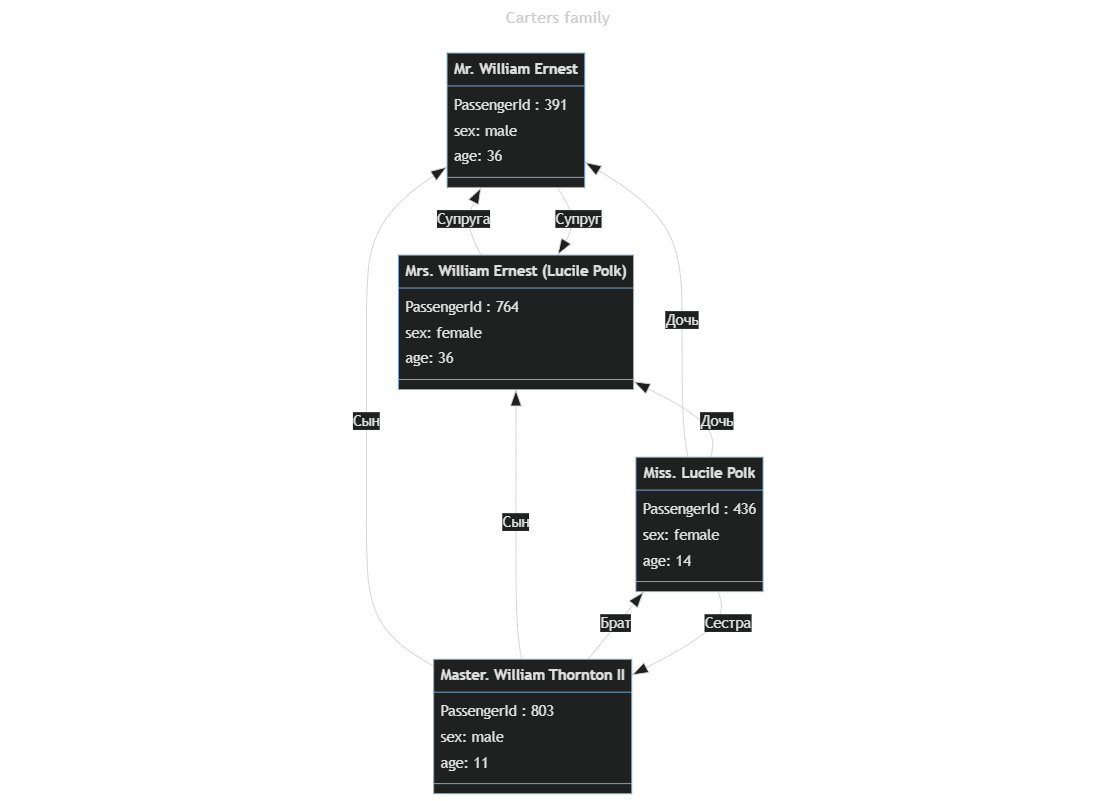 Carters family
Mr. William Ernest
PassengerId : 391
sex: male
age: 36
Супруга
Супруг
Mrs. William Ernest (Lucile Polk)
PassengerId : 764
sex: female
age: 36
Дочь
Сын
Дочь
Miss. Lucile Polk
PassengerId : 436
sex: female
age: 14
Сын
Брат
Сестра
Master. William Thornton II
PassengerId : 803
sex: male
age: 11